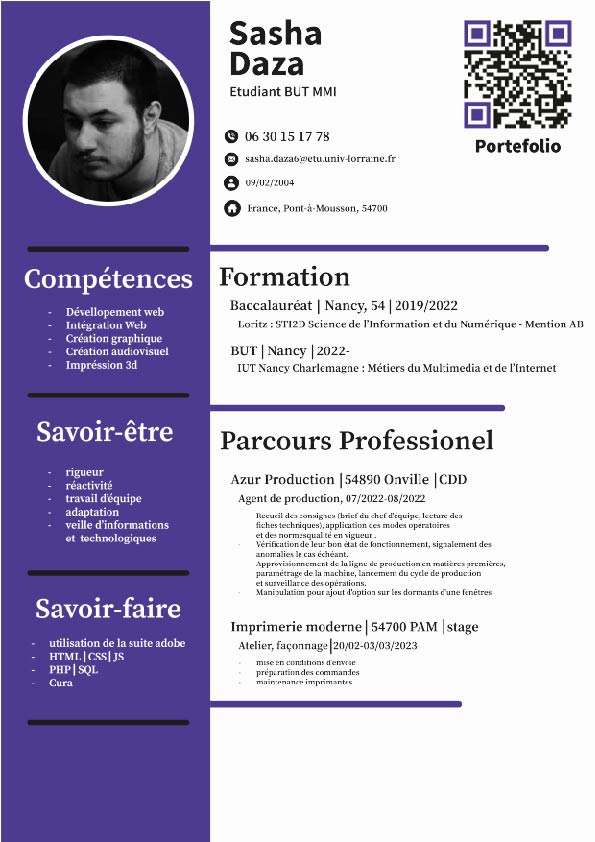 Sasha
Daza
Etudiant BUT MMI
06 30 15 17 78
sasha.daza6@etu.univ-lorraine.fr
09/02/2004
France, Pont-à-Mousson, 54700
Portefolio
Compétences
- Dévellopement web
- Intégration Web
- Création graphique
- Création audiovisuel
- Impréssion 3d
Savoir-être
- rigueur
- réactivité
- travail d'équipe
- adaptation
- veille d'informations
et technologiques
Savoir-faire
- utilisation de la suite adobe
- HTML|CSS|JS
- PHP|SQL
- Cura
Formation
Baccalauréat | Nancy, 54 | 2019/2022
Loritz : STI2D Science de l'Information et du Numérique - Mention AB
BUT | Nancy | 2022-
IUT Nancy Charlemagne : Métiers du Multimedia et de l'Internet
Parcours Professionel
Azur Production |54890 Onville |CDD
Agent de production, 07/2022-08/2022
Recueil des consignes (brief du chef d'équipe, lecture des
fiches techniques), application des modes operatoires
et des normes qualité en vigueur .
- Vérification de leur bon état de fonctionnement, signalement des
anomalies le cas échéant.
Approvisionnement de la ligne de production en matières premières,
paramétrage de la machine, lancement du cycle de production
et surveillance des opérations.
- Manipulation pour ajout d'option sur les dormants d'une fenêtres
Imprimerie moderne | 54700 PAM | stage
Atelier, façonnage|20/02-03/03/2023
- mise en conditions d'envoie
- préparation des commandes
- maintenance imprimantes